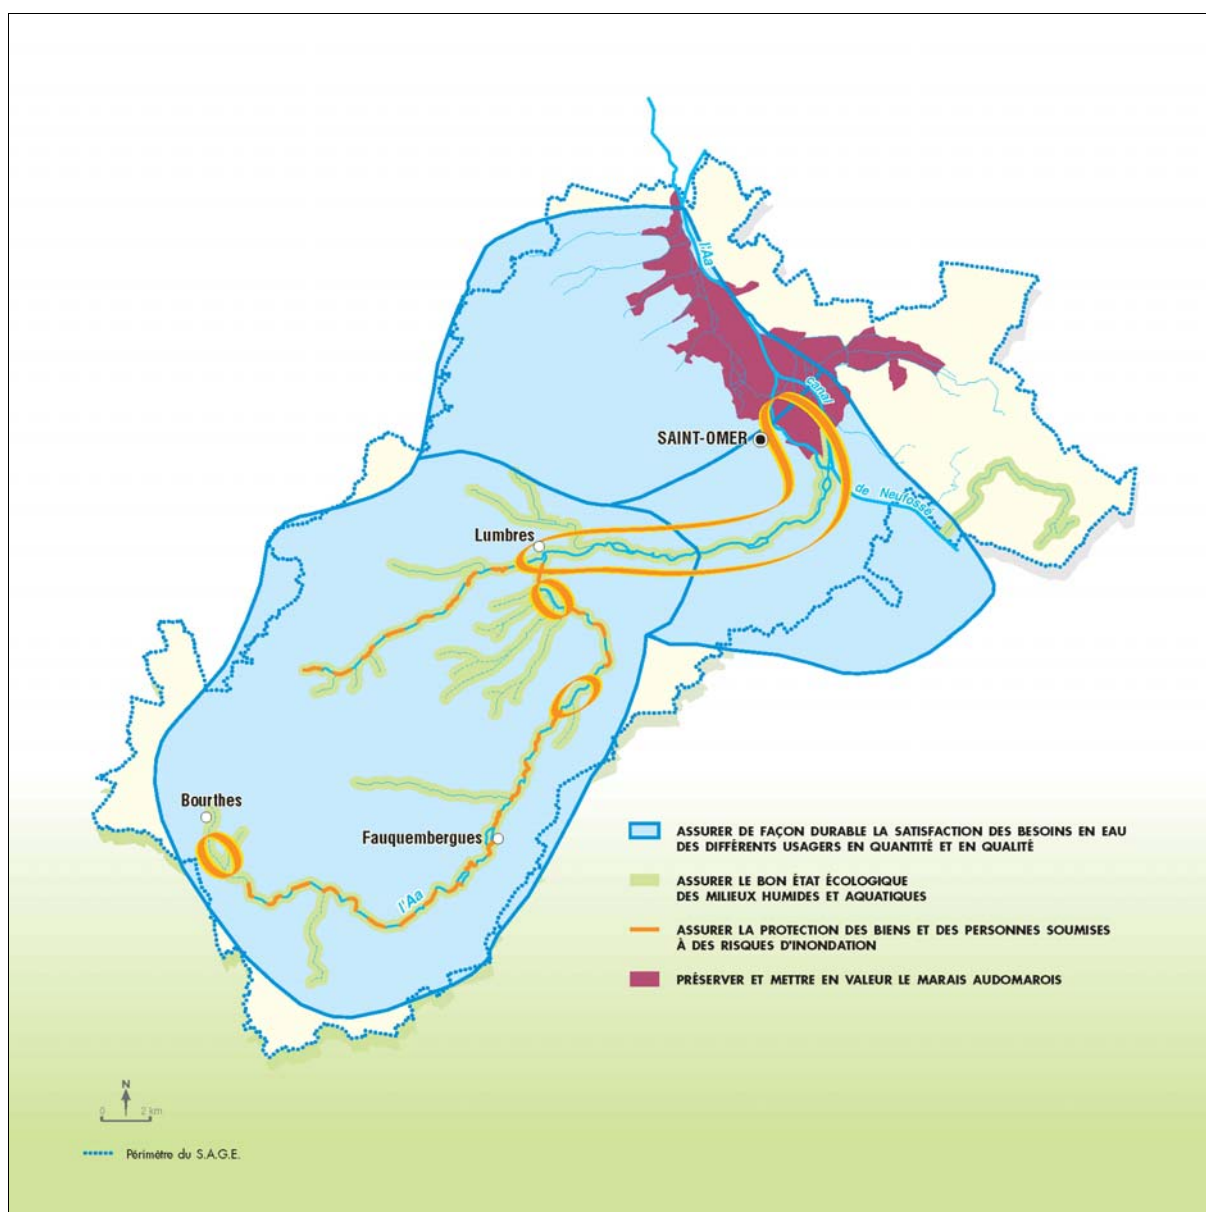 l'Aa
canal
SAINT-OMER
de Neufossé
Lumbres
Bourthes
Fauquembergues
l'Aa
ASSURER DE FAÇON DURABLE LA SATISFACTION DES BESOINS EN EAU
DES DIFFÉRENTS USAGERS EN QUANTITÉ ET EN QUALITÉ
ASSURER LE BON ÉTAT ÉCOLOGIQUE
DES MILIEUX HUMIDES ET AQUATIQUES
ASSURER LA PROTECTION DES BIENS ET DES PERSONNES SOUMISES
À DES RISQUES D'INONDATION
PRÉSERVER ET METTRE EN VALEUR LE MARAIS AUDOMAROIS
N
0 2 km
Périmètre du S.A.G.E.